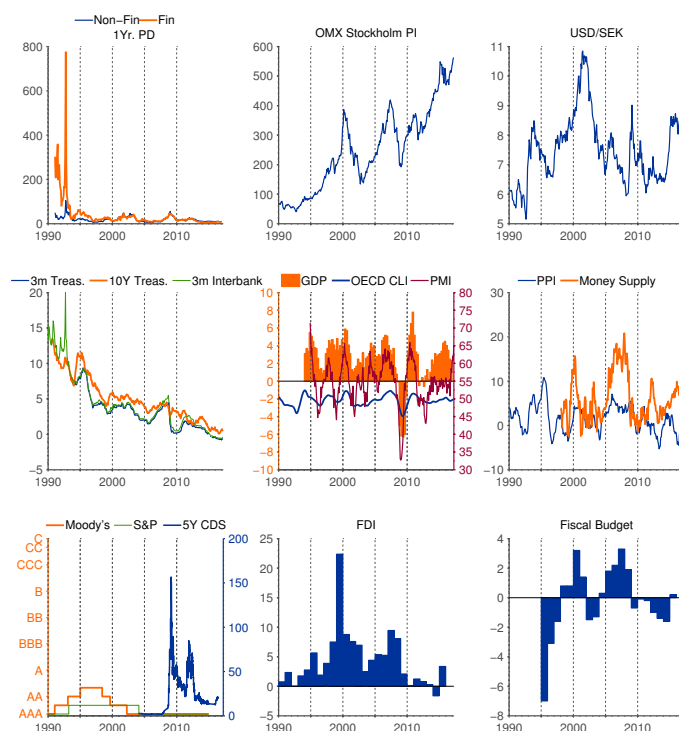 Non−Fin Fin
1Yr. PD
OMX Stockholm PI
USD/SEK
800
600
400
200
0
1990 2000 2010
600
500
400
300
200
100
0
1990 2000 2010
11
10
9
8
7
6
5
1990 2000 2010
3m Treas. 10Y Treas. 3m Interbank
GDP OECD CLI PMI
PPI Money Supply
20
15
10
5
0
−5
1990 2000 2010
10
8
6
4
2
0
−2
−4
−6
−8
−10
80
75
70
65
60
55
50
45
40
35
30
1990 2000 2010
30
20
10
0
−10
1990 2000 2010
Moody's S&P 5Y CDS
FDI
Fiscal Budget
C
CC
CCC
B
BB
BBB
A
AA
AAA
200
150
100
50
0
1990 2000 2010
25
20
15
10
5
0
−5
1990 2000 2010
4
2
0
−2
−4
−6
−8
1990 2000 2010